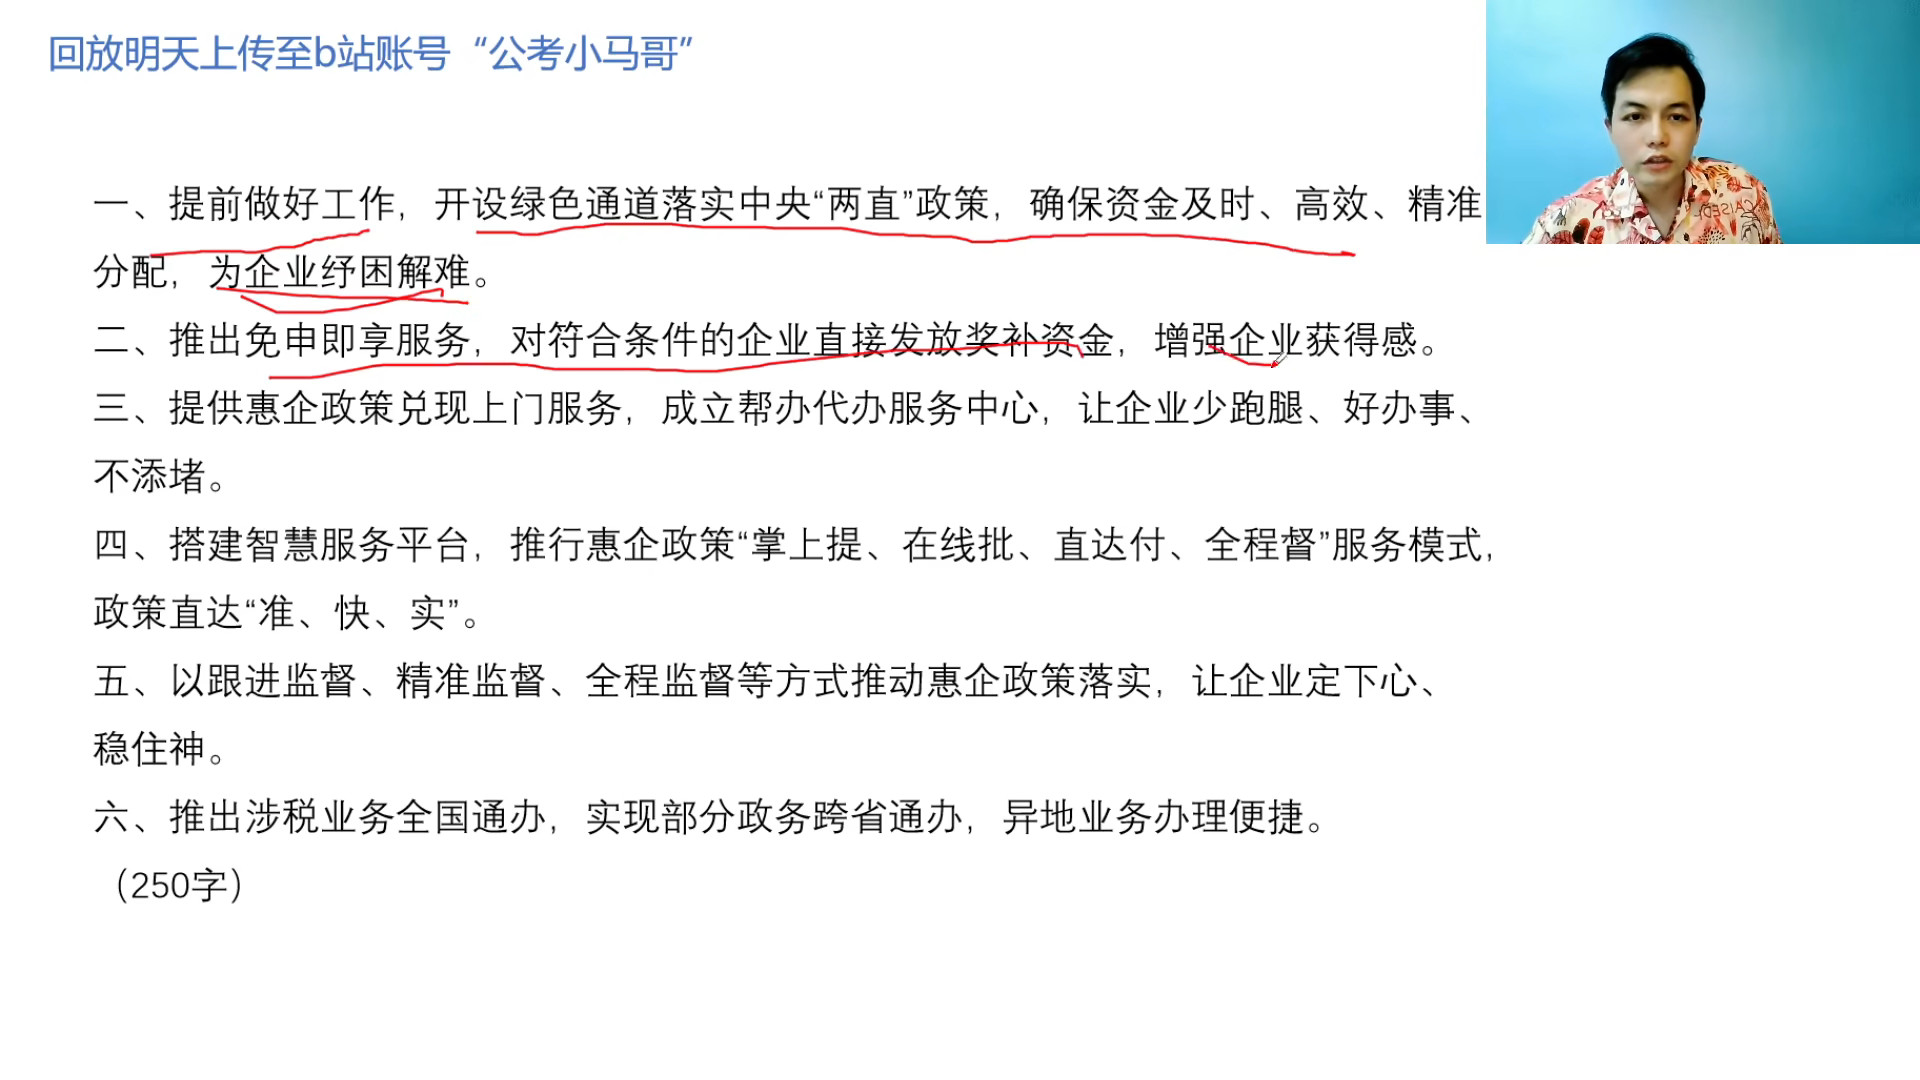 回放明天上传至b站账号“公考小马哥”
一、提前做好工作，开设绿色通道落实中央“两直”政策，确保资金及时、高效、精准
分配，为企业纾困解难。
二、推出免申即享服务，对符合条件的企业直接发放奖补资金，增强企业获得感。
三、提供惠企政策兑现上门服务，成立帮办代办服务中心，让企业少跑腿、好办事、
不添堵。
四、搭建智慧服务平台，推行惠企政策“掌上提、在线批、直达付、全程督”服务模式，
政策直达“准、快、实”。
五、以跟进监督、精准监督、全程监督等方式推动惠企政策落实，让企业定下心、
稳住神。
六、推出涉税业务全国通办，实现部分政务跨省通办，异地业务办理便捷。
（250字）